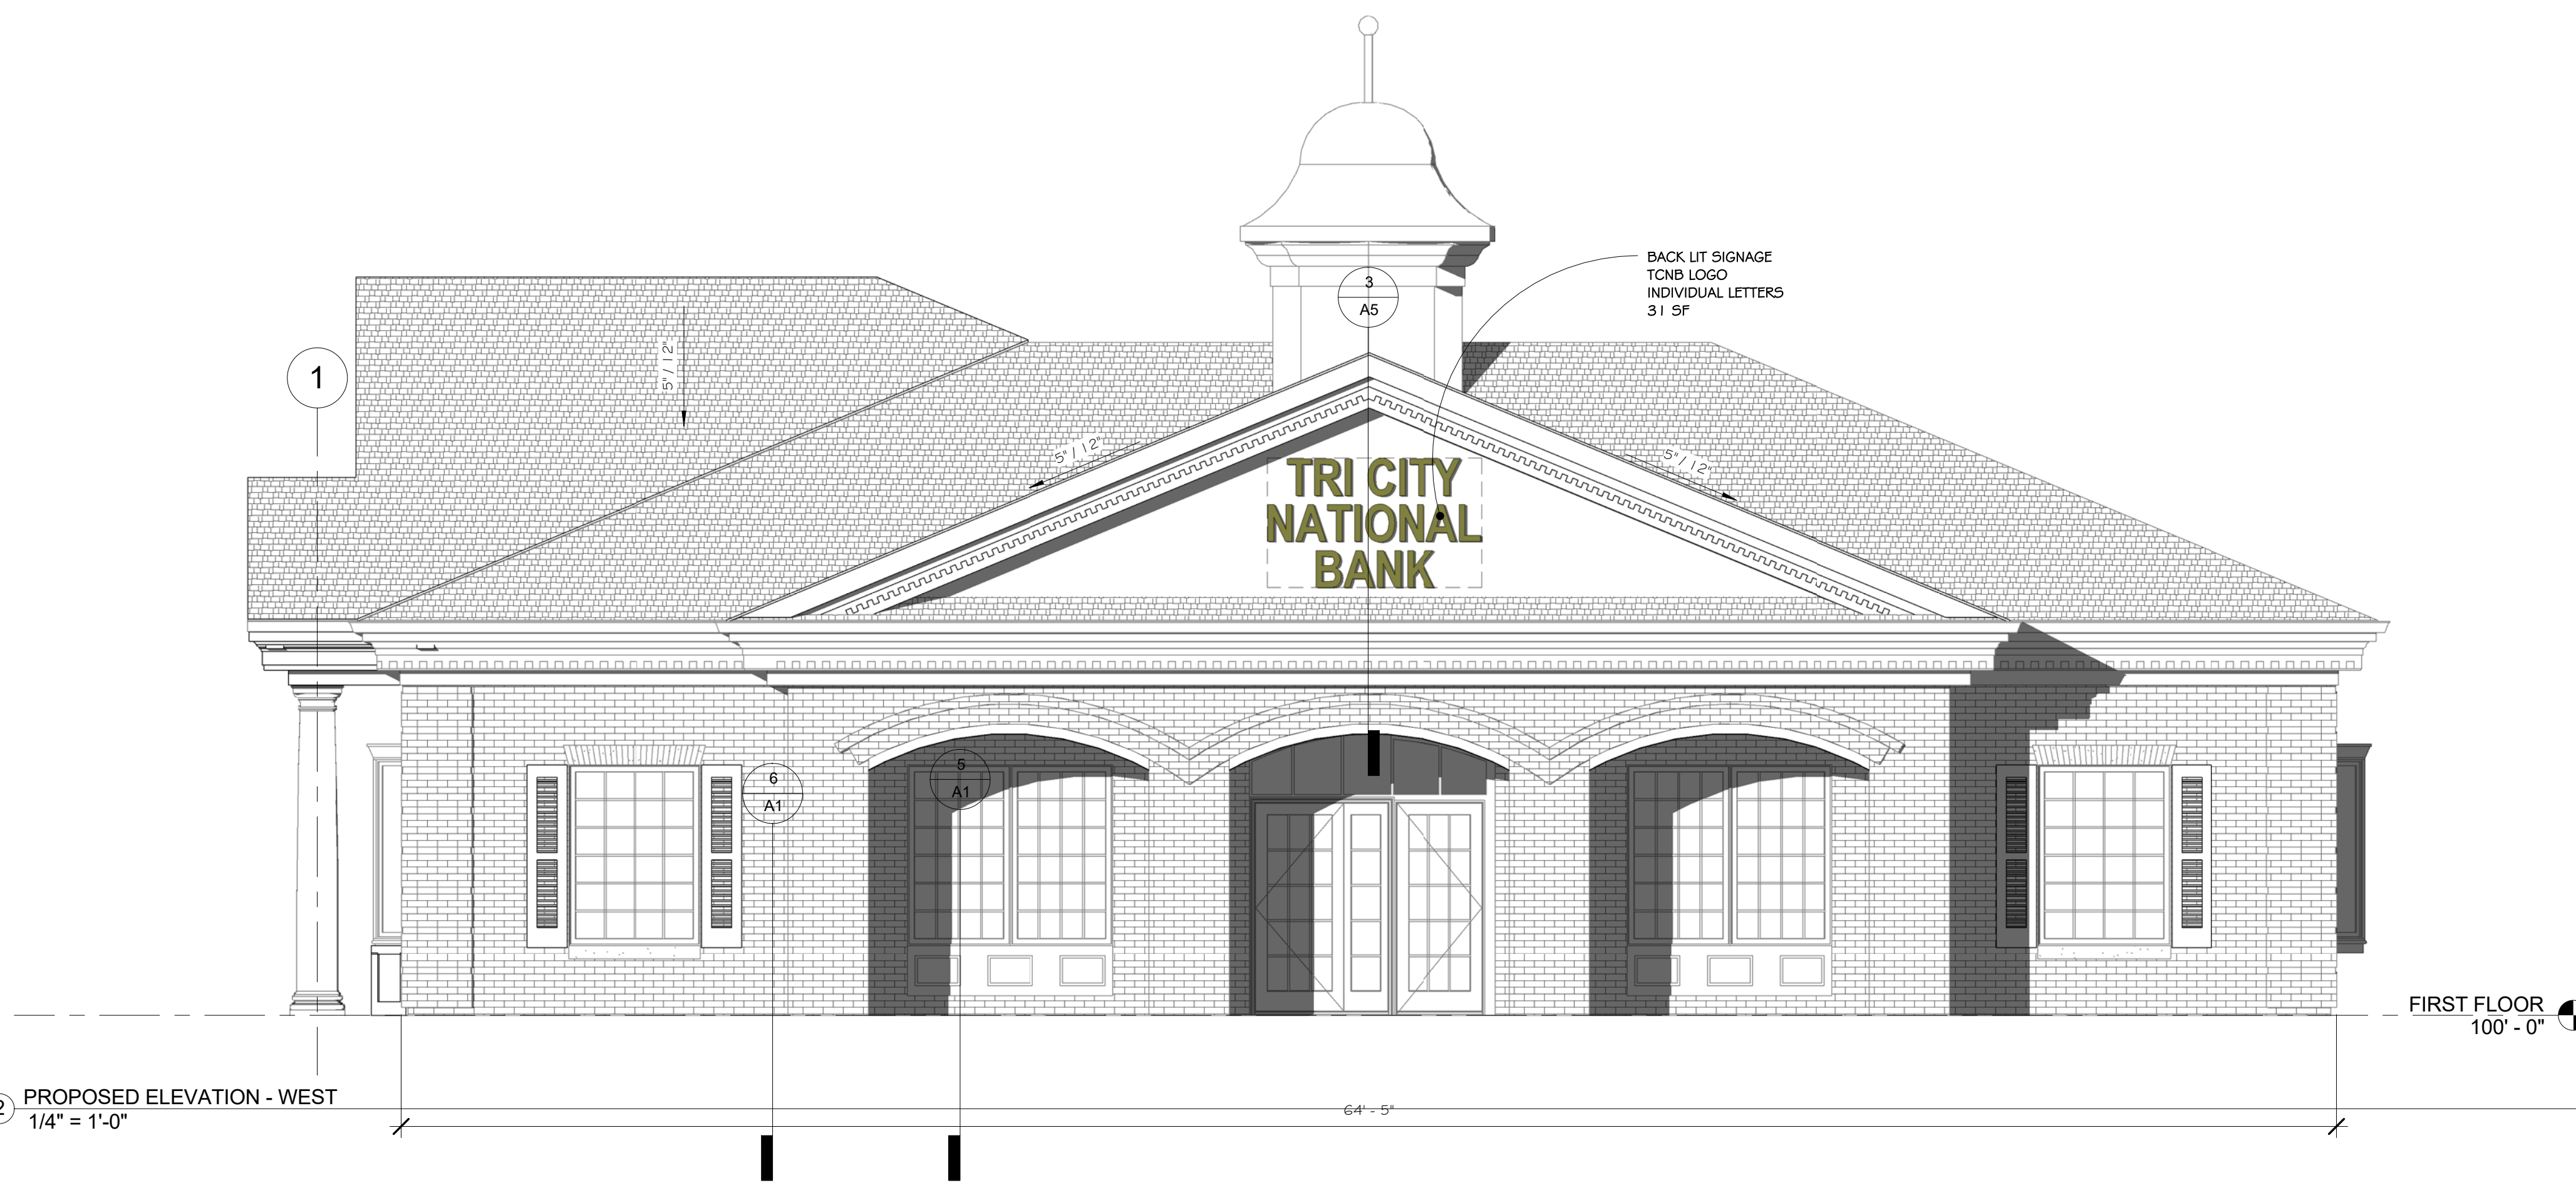 BACK LIT SIGNAGE
TCNB LOGO
INDIVIDUAL LETTERS
31 SF
3
A5
1
5" / 12"
5" / 12"
5" / 12"
TRI CITY
NATIONAL
BANK
6
A1
5
A1
FIRST FLOOR
100' - 0"
2
PROPOSED ELEVATION - WEST
1/4" = 1'-0"
64' - 5"